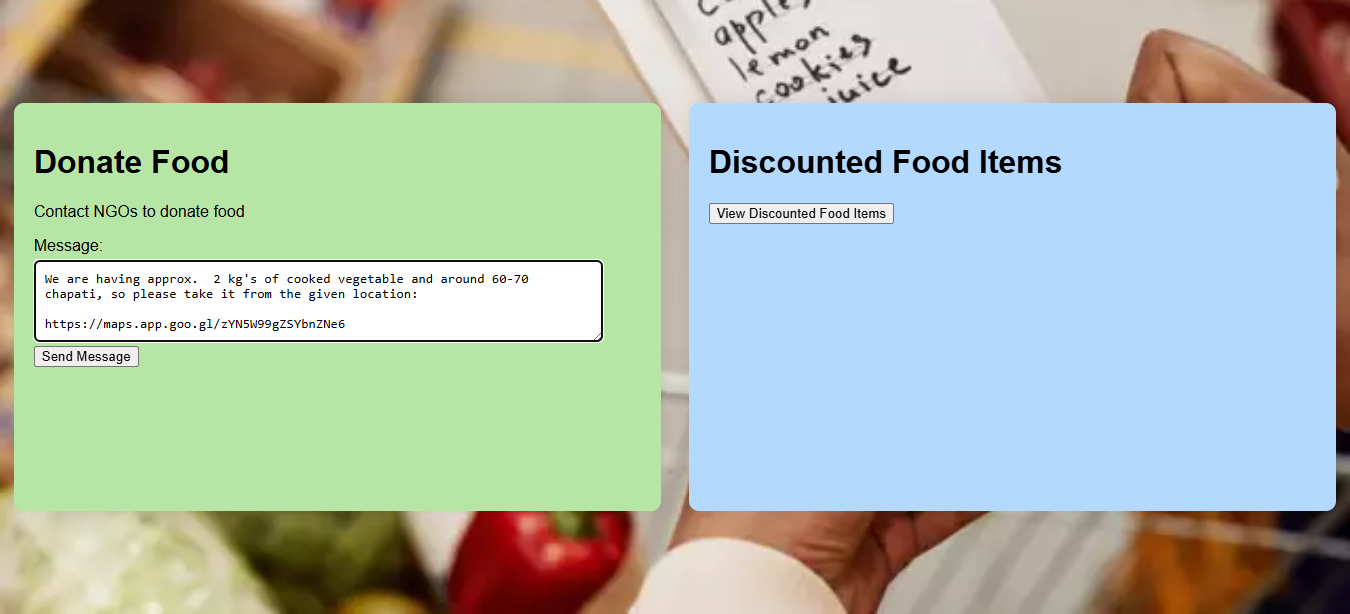 apples
lemon
cookies
juice
Donate Food
Contact NGOs to donate food
Message:
We are having approx.  2 kg's of cooked vegetable and around 60-70
chapati, so please take it from the given location:
https://maps.app.goo.gl/zYN5W99gZSYbnZNe6
Send Message
Discounted Food Items
View Discounted Food Items